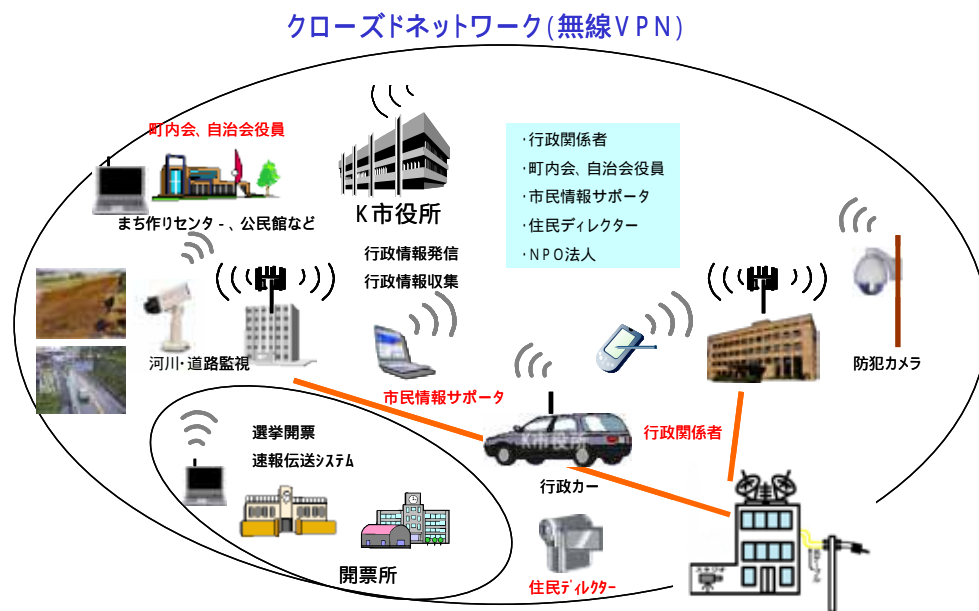 クローズドネットワーク(無線VPN)
町内会、自治会役員
まち作りセンタ-、公民館など
K市役所
行政情報発信
行政情報収集
・行政関係者
・町内会、自治会役員
・市民情報サポータ
・住民ディレクター
・NPO法人
河川・道路監視
防犯カメラ
市民情報サポータ
行政関係者
選挙開票
速報伝送システム
K市役所
行政カー
開票所
住民ディレクター
スタジオ
ケーブル